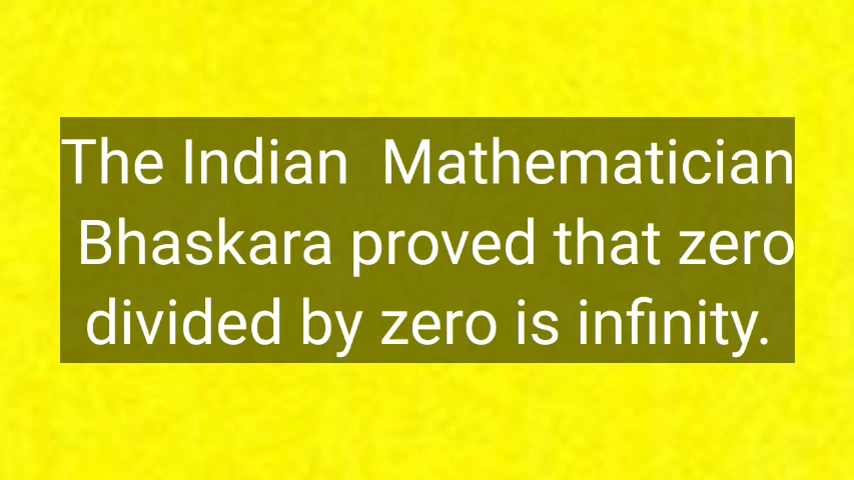 The Indian  Mathematician
Bhaskara proved that zero
divided by zero is infinity.